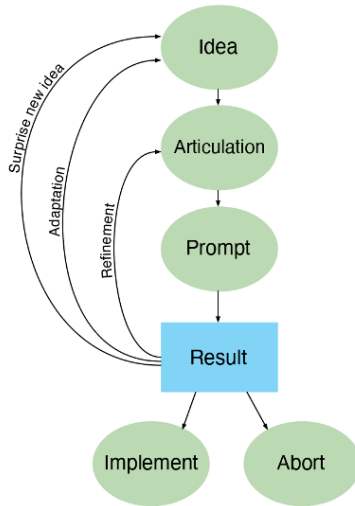 Idea
Surprise new idea
Adaptation
Refinement
Articulation
Prompt
Result
Implement
Abort